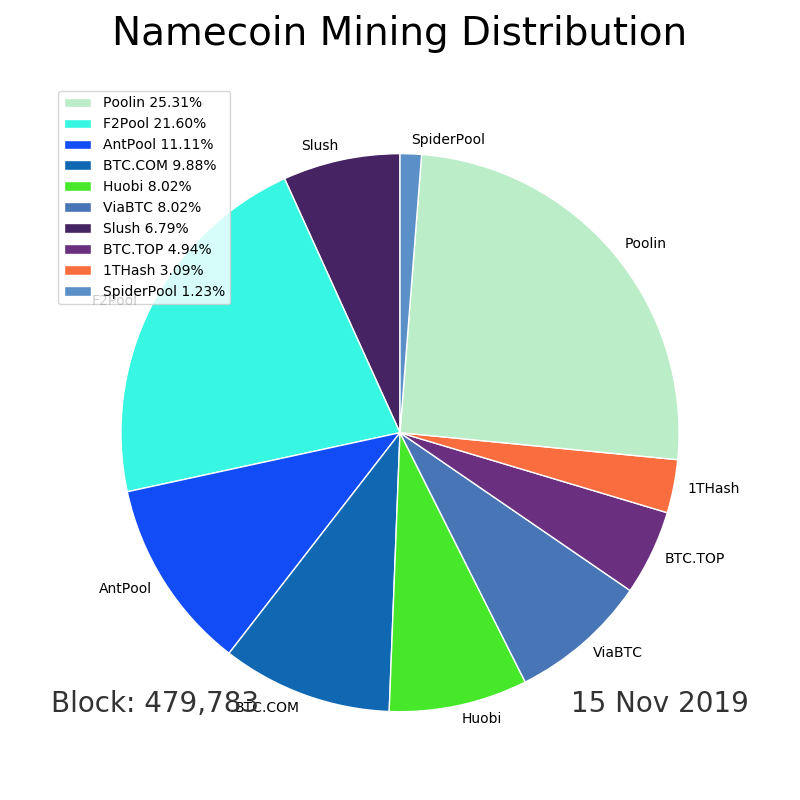 Namecoin Mining Distribution
Poolin 25.31%
F2Pool 21.60%
AntPool 11.11%
BTC.COM 9.88%
Huobi 8.02%
ViaBTC 8.02%
Slush 6.79%
BTC.TOP 4.94%
1THash 3.09%
SpiderPool 1.23%
Slush
SpiderPool
Poolin
F2Pool
1THash
BTC.TOP
AntPool
ViaBTC
BTC.COM
Huobi
Block: 479,783
15 Nov 2019